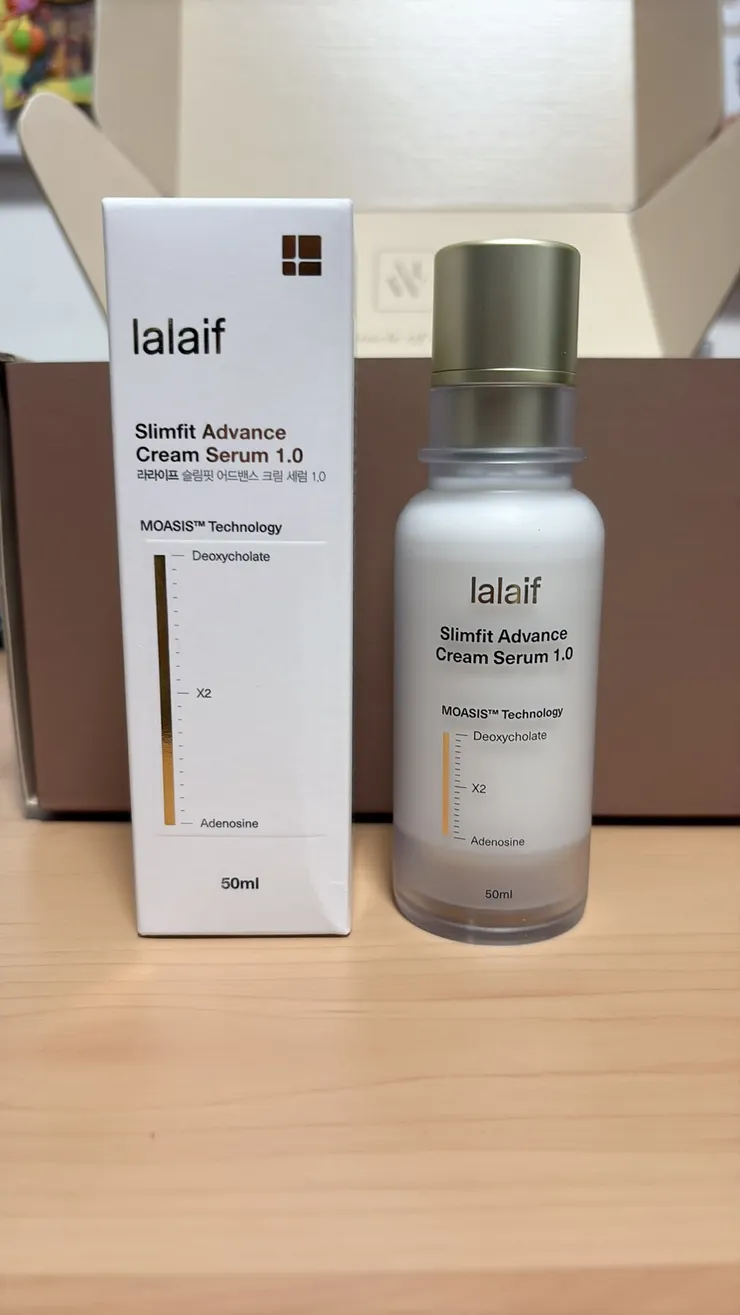 lalaif
Slimfit Advance
Cream Serum 1.0
라라이프 슬림핏 어드밴스 크림 세럼 1.0
MOASIS™ Technology
Deoxycholate
X2
Adenosine
50ml
lalaif
Slimfit Advance
Cream Serum 1.0
MOASIS™ Technology
Deoxycholate
X2
Adenosine
50ml